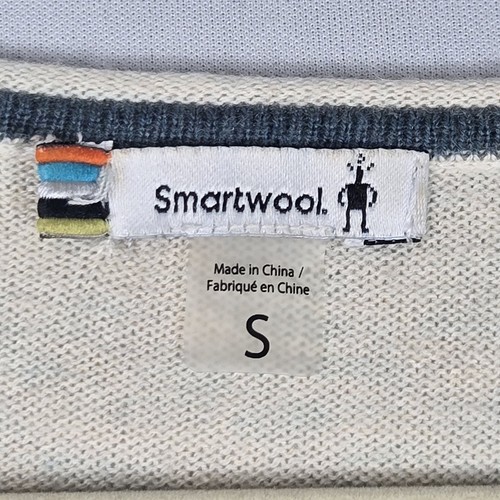 Smartwool.
Made in China /
Fabriqué en Chine
S